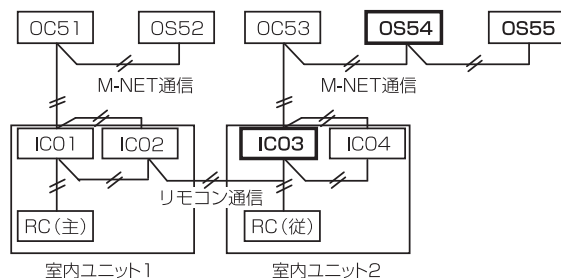 OC51 OS52 OC53 OS54 OS55
M-NET通信 M-NET通信
IC01 IC02 IC03 IC04
リモコン通信
RC(主) RC(従)
室内ユニット1 室内ユニット2